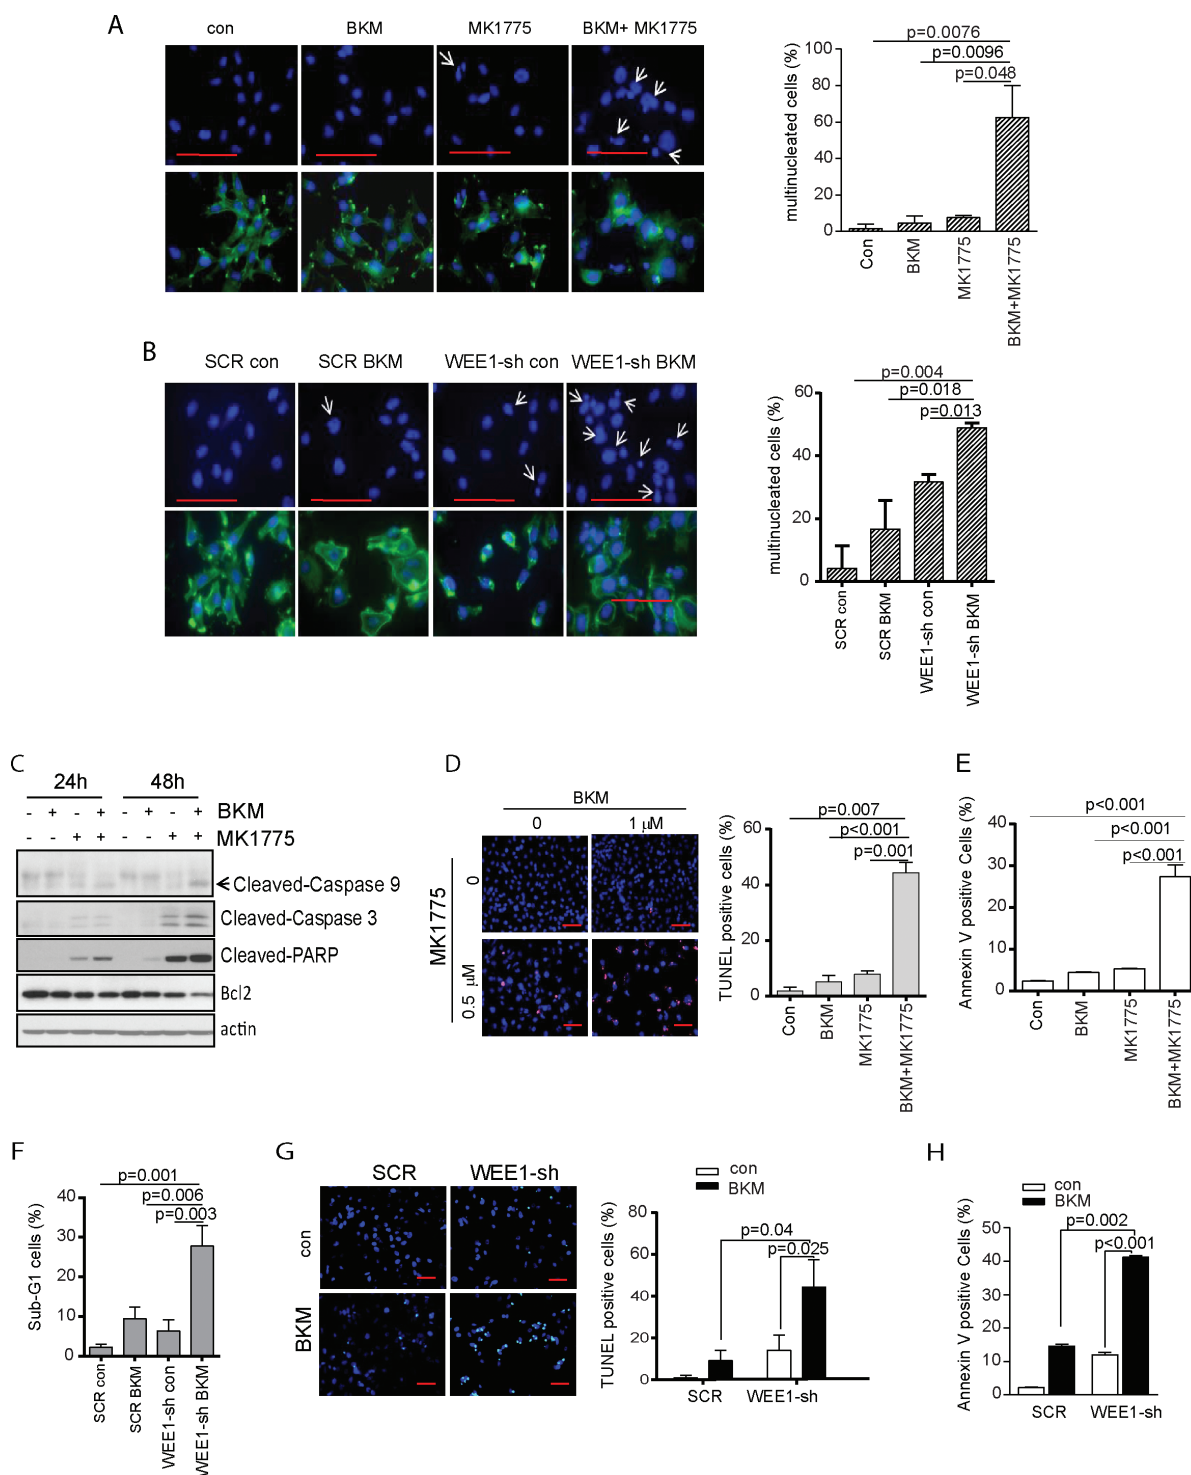 A
con BKM MK1775 BKM+ MK1775
multinucleated cells (%)
100
80
60
40
20
0
p=0.0076
p=0.0096
p=0.048
Con BKM MK1775 BKM+MK1775
B
SCR con SCR BKM WEE1-sh con WEE1-sh BKM
multinucleated cells (%)
60
40
20
0
p=0.004
p=0.018
p=0.013
SCR con SCR BKM WEE1-sh con WEE1-sh BKM
C
24h 48h
- + - + - + - + BKM
- - + + - - + + MK1775
Cleaved-Caspase 9
Cleaved-Caspase 3
Cleaved-PARP
Bcl2
actin
D
BKM
0 1 µM
MK1775
0
0.5 µM
TUNEL positive cells (%)
60
40
20
0
p=0.007
p<0.001
p=0.001
Con BKM MK1775 BKM+MK1775
E
Annexin V positive Cells (%)
40
30
20
10
0
p<0.001
p<0.001
p<0.001
Con BKM MK1775 BKM+MK1775
F
Sub-G1 cells (%)
40
30
20
10
0
p=0.001
p=0.006
p=0.003
SCR con SCR BKM WEE1-sh con WEE1-sh BKM
G
SCR WEE1-sh
con
BKM
con
BKM
TUNEL positive cells (%)
80
60
40
20
0
p=0.04
p=0.025
SCR WEE1-sh
H
con
BKM
Annexin V positive Cells (%)
50
40
30
20
10
0
p=0.002
p<0.001
SCR WEE1-sh